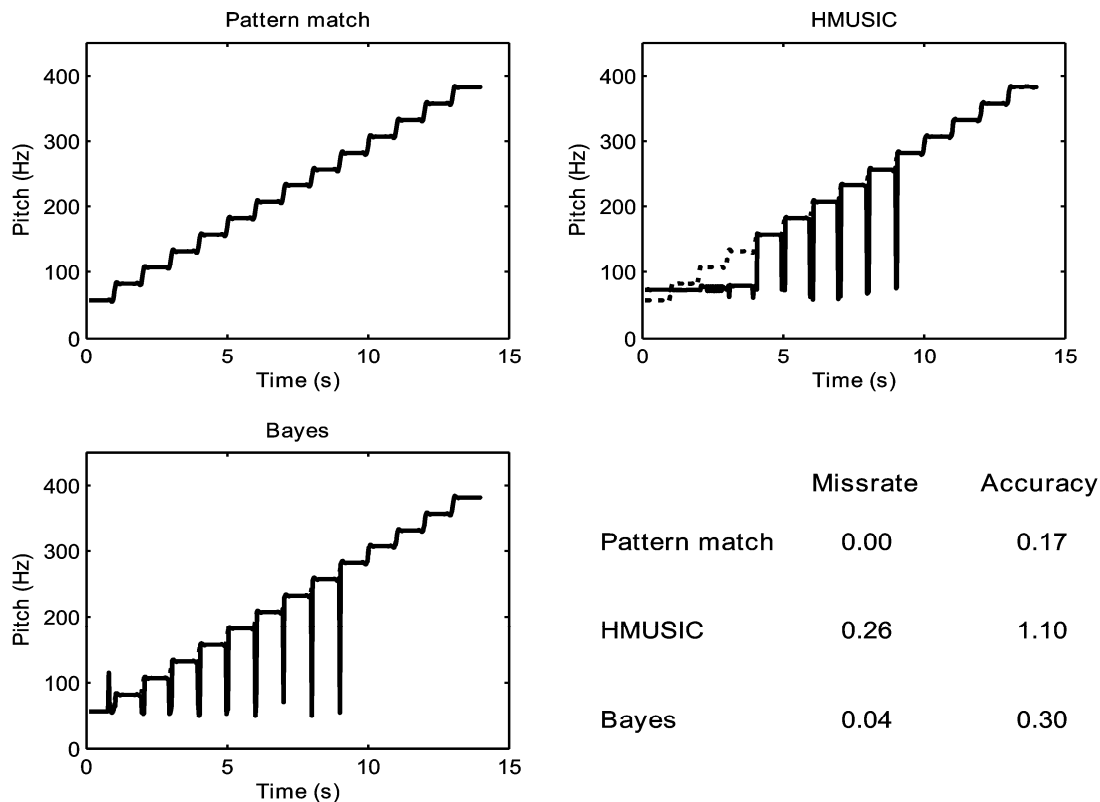 Pattern match
400
300
200
100
0
0 5 10 15
Pitch (Hz)
Time (s)
HMUSIC
400
300
200
100
0
0 5 10 15
Pitch (Hz)
Time (s)
Bayes
400
300
200
100
0
0 5 10 15
Pitch (Hz)
Time (s)
Missrate Accuracy
Pattern match 0.00 0.17
HMUSIC 0.26 1.10
Bayes 0.04 0.30